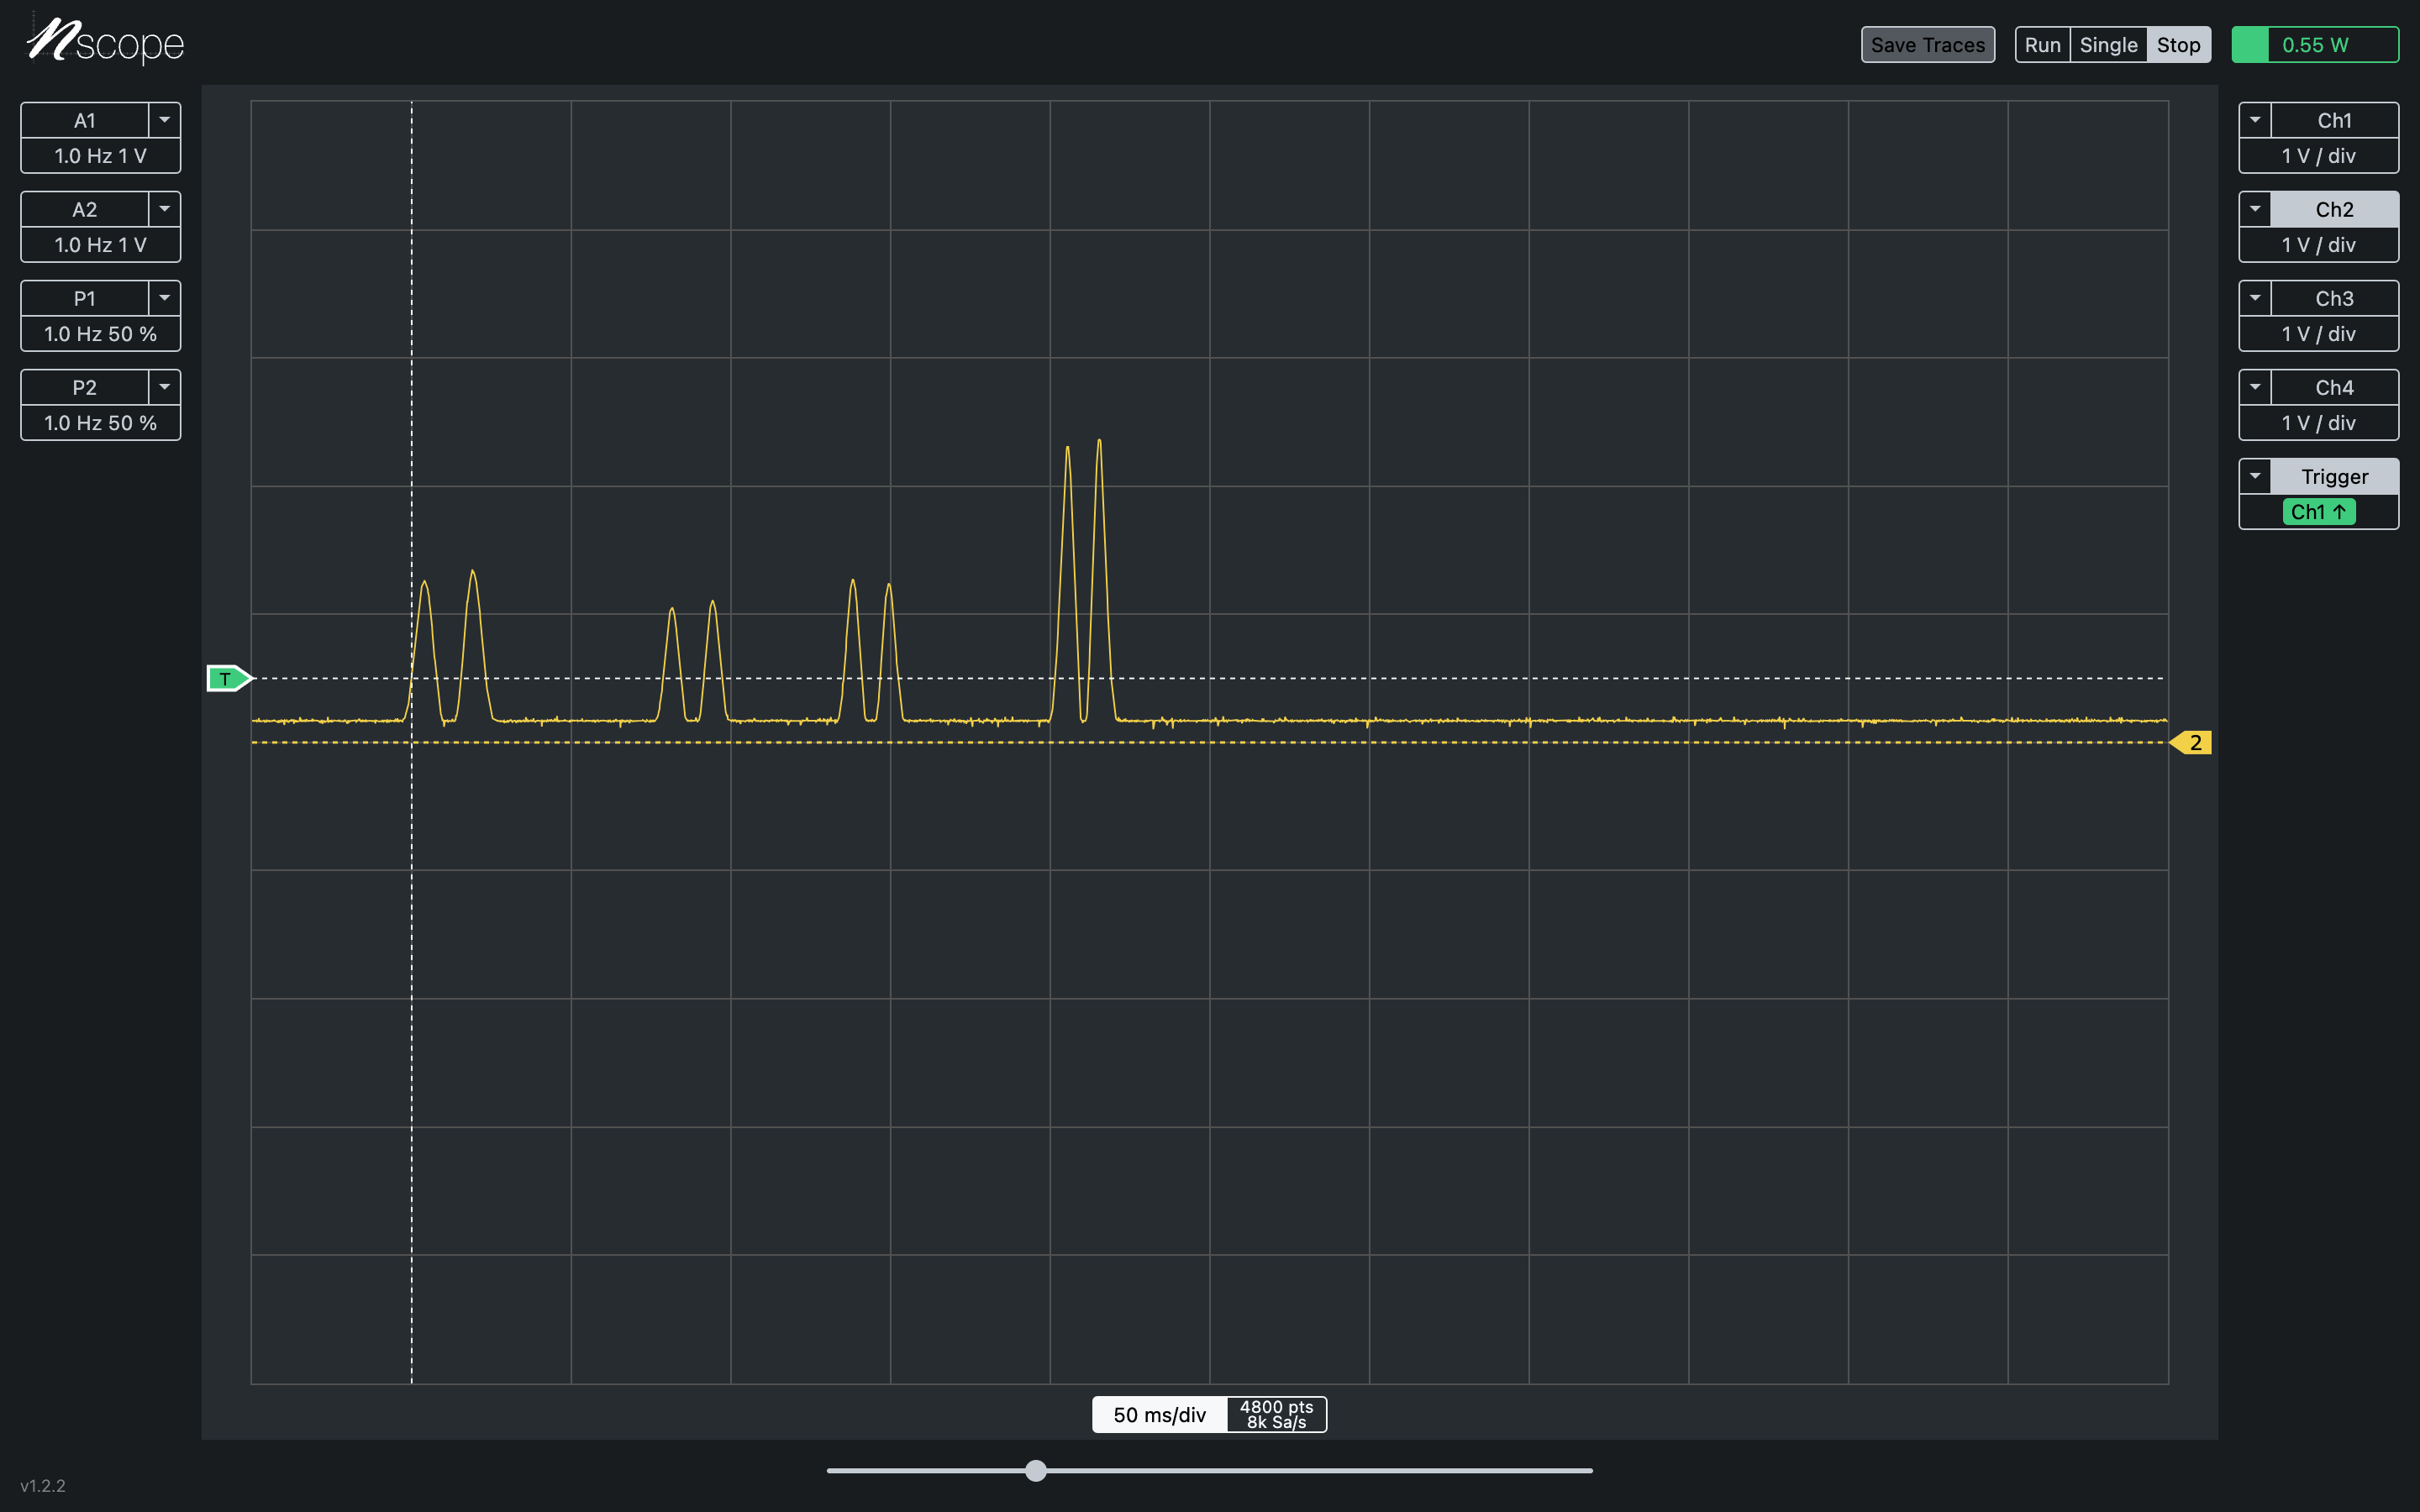 nscope
Save Traces
Run Single Stop
0.55 W
A1
1.0 Hz 1 V
A2
1.0 Hz 1 V
P1
1.0 Hz 50 %
P2
1.0 Hz 50 %
Ch1
1 V / div
Ch2
1 V / div
Ch3
1 V / div
Ch4
1 V / div
Trigger
Ch1 ↑
T
2
50 ms/div
4800 pts
8k Sa/s
v1.2.2